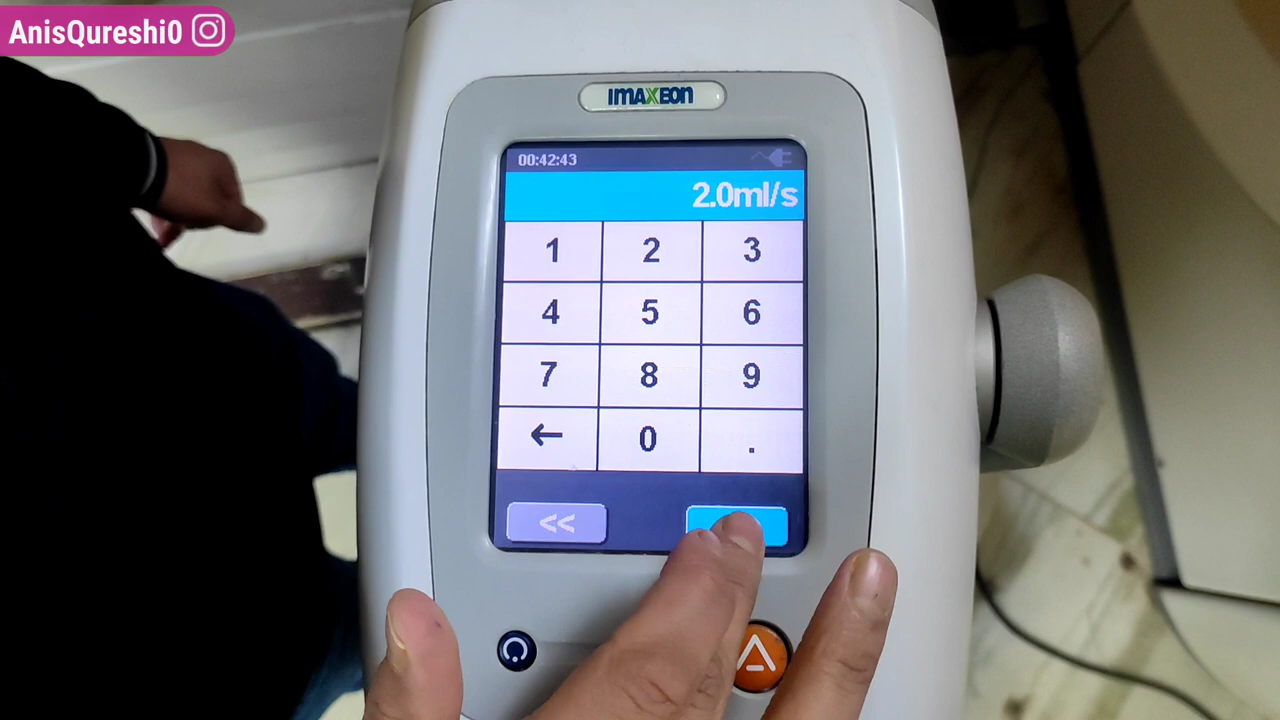 AnisQureshi0
IMAXEON
00:42:43
2.0ml/s
1 2 3
4 5 6
7 8 9
← 0 .
<<